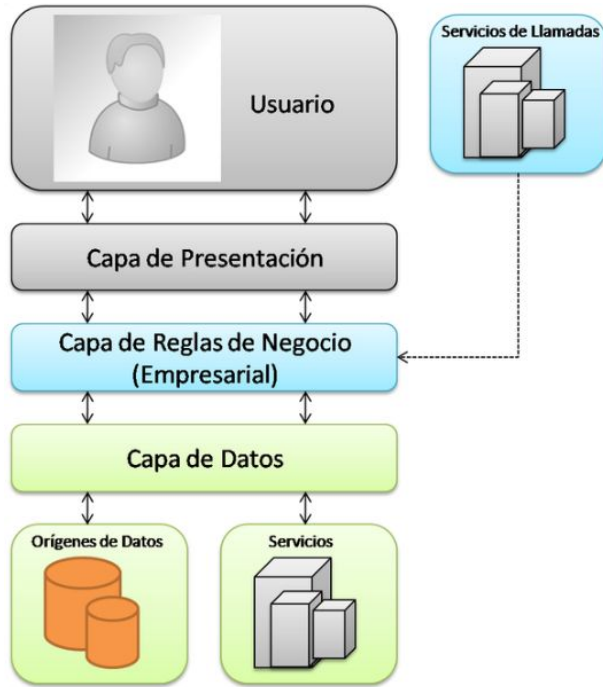 Servicios de Llamadas
Usuario
Capa de Presentación
Capa de Reglas de Negocio
(Empresarial)
Capa de Datos
Orígenes de Datos
Servicios